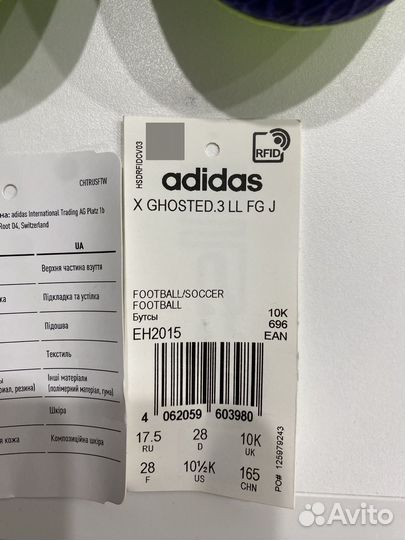 CHTRUSFTW
на: adidas International Trading AG Platz 1b
Root D4, Switzerland
UA
Верхня частина взуття
Підкладка та устілка
Підошва
Текстиль
Інші матеріали
(полімерний матеріал, гума)
Шкіра
Композиційна шкіра
я кожа
HSDRFIDCV03
RFID
adidas
X GHOSTED.3 LL FG J
FOOTBALL/SOCCER
FOOTBALL
Бутсы
EH2015
10K
696
EAN
4 062059 603980
17.5 28 10K
RU D UK
28 10½K 165
F US CHN
PO# 125979243
Avito